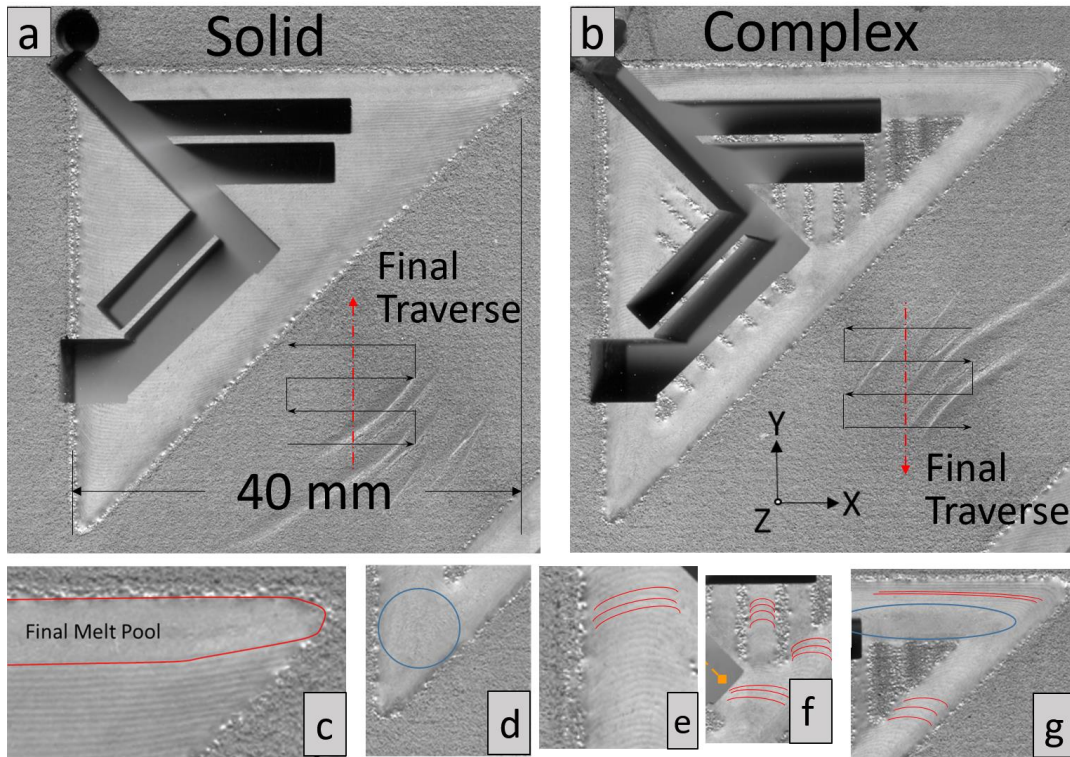 a
Solid
Final
Traverse
40 mm
b
Complex
Y
Z
X
Final
Traverse
Final Melt Pool
c
d
e
f
g